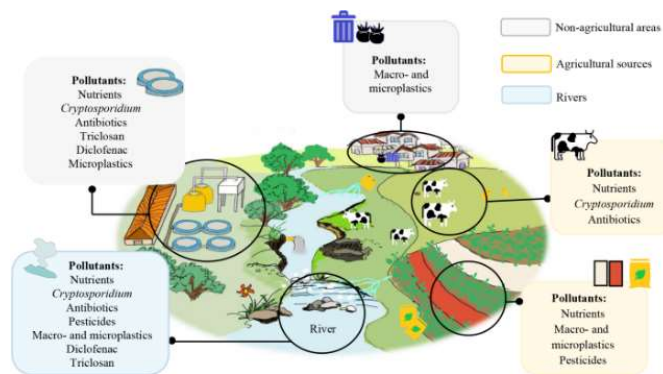 Pollutants:
Nutrients
Cryptosporidium
Antibiotics
Triclosan
Diclofenac
Microplastics
Pollutants:
Macro- and
microplastics
Non-agricultural areas
Agricultural sources
Rivers
Pollutants:
Nutrients
Cryptosporidium
Antibiotics
Pollutants:
Nutrients
Cryptosporidium
Antibiotics
Pesticides
Macro- and microplastics
Diclofenac
Triclosan
River
Pollutants:
Nutrients
Macro- and
microplastics
Pesticides